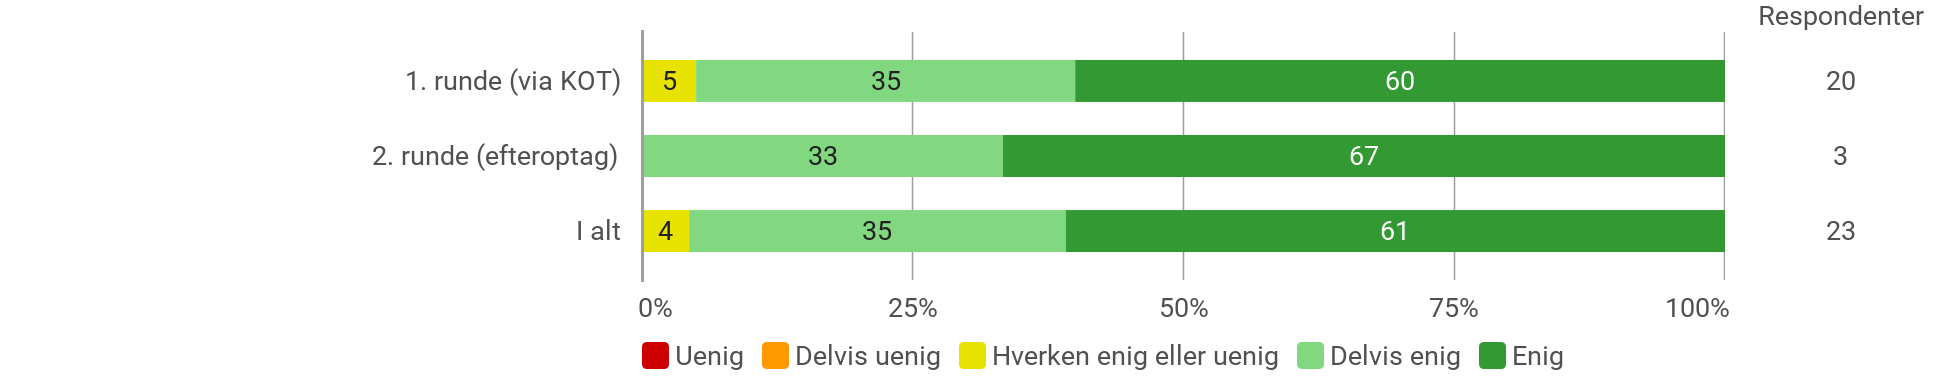 Respondenter
1. runde (via KOT) 5 35 60 20
2. runde (efteroptag) 33 67 3
I alt 4 35 61 23
0% 25% 50% 75% 100%
Uenig Delvis uenig Hverken enig eller uenig Delvis enig Enig